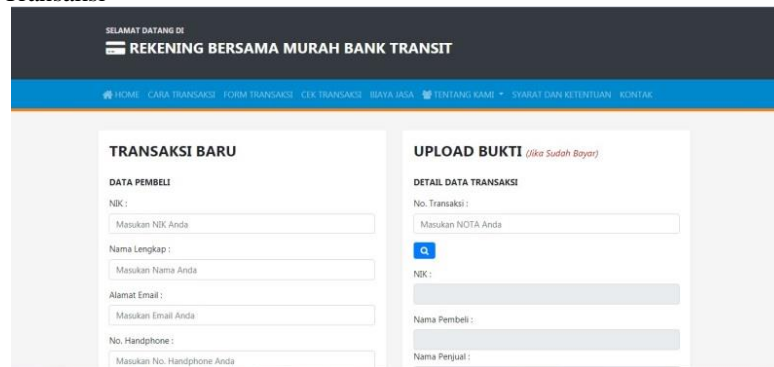 Transaksi
SELAMAT DATANG DI
REKENING BERSAMA MURAH BANK TRANSIT
HOME CARA TRANSAKSI FORM TRANSAKSI CEK TRANSAKSI BIAYA JASA TENTANG KAMI SYARAT DAN KETENTUAN KONTAK
TRANSAKSI BARU
DATA PEMBELI
NIK :
Masukan NIK Anda
Nama Lengkap :
Masukan Nama Anda
Alamat Email :
Masukan Email Anda
No. Handphone :
Masukan No. Handphone Anda
UPLOAD BUKTI (Jika Sudah Bayar)
DETAIL DATA TRANSAKSI
No. Transaksi :
Masukan NOTA Anda
NIK :
Nama Pembeli :
Nama Penjual :